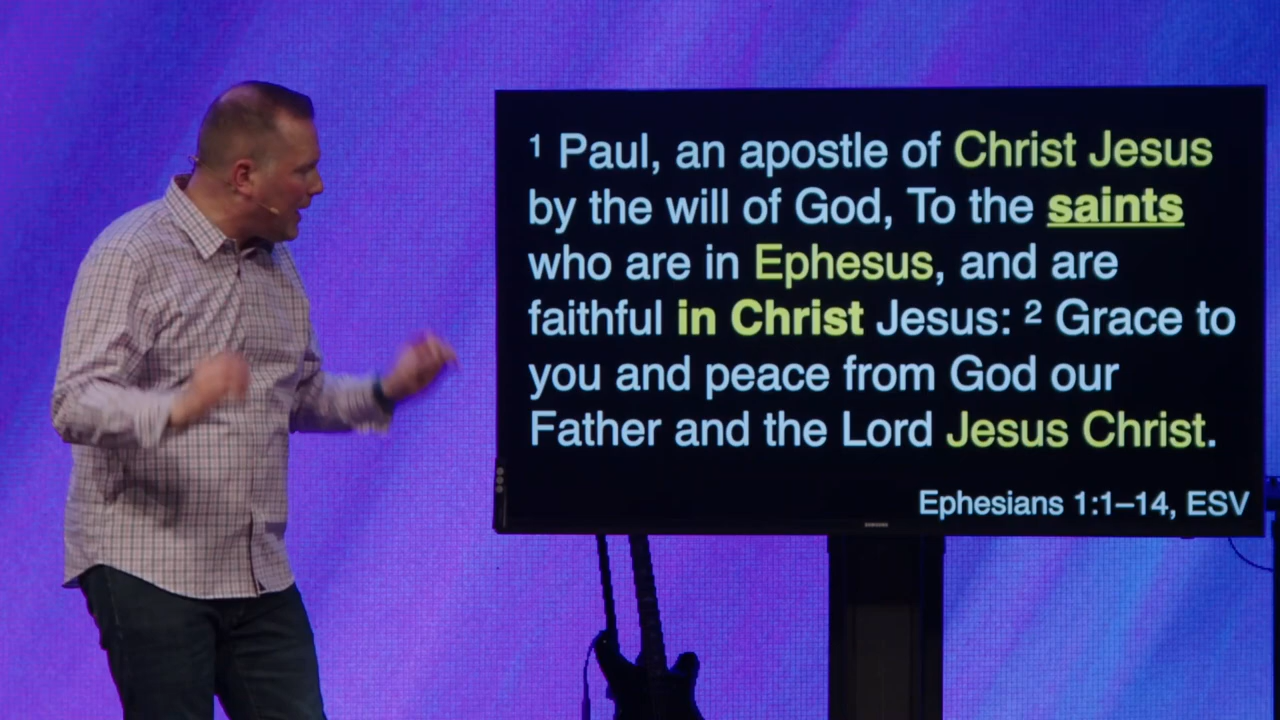 ¹ Paul, an apostle of Christ Jesus
by the will of God, To the saints
who are in Ephesus, and are
faithful in Christ Jesus: ² Grace to
you and peace from God our
Father and the Lord Jesus Christ.
Ephesians 1:1–14, ESV
SAMSUNG